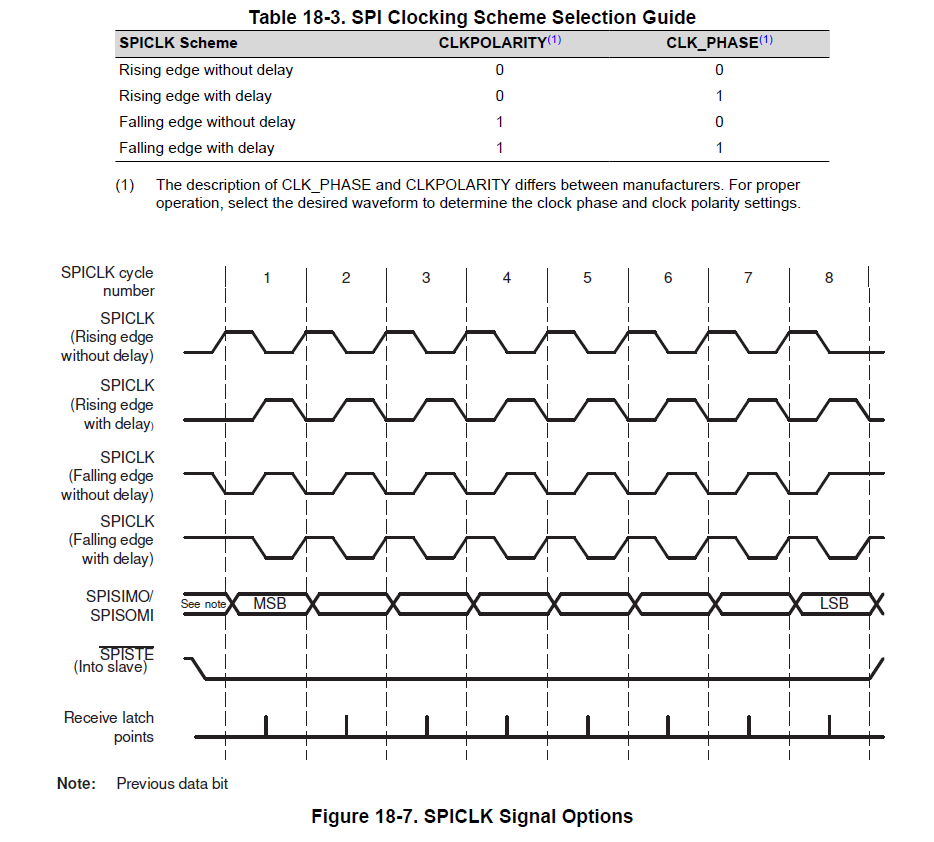 Table 18-3. SPI Clocking Scheme Selection Guide
SPICLK Scheme CLKPOLARITY(1) CLK_PHASE(1)
Rising edge without delay 0 0
Rising edge with delay 0 1
Falling edge without delay 1 0
Falling edge with delay 1 1
(1) The description of CLK_PHASE and CLKPOLARITY differs between manufacturers. For proper
operation, select the desired waveform to determine the clock phase and clock polarity settings.
SPICLK cycle
number
1 2 3 4 5 6 7 8
SPICLK
(Rising edge
without delay)
SPICLK
(Rising edge
with delay)
SPICLK
(Falling edge
without delay)
SPICLK
(Falling edge
with delay)
SPISIMO/
SPISOMI
See note MSB LSB
SPISTE
(Into slave)
Receive latch
points
Note: Previous data bit
Figure 18-7. SPICLK Signal Options